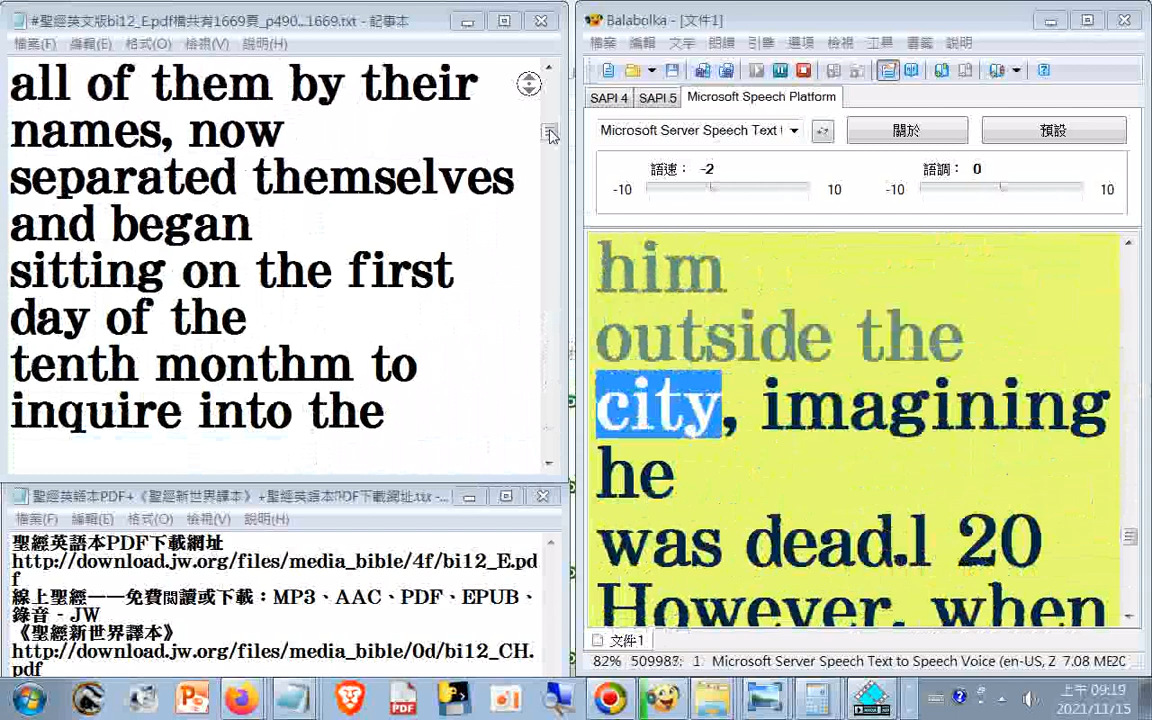 #聖經英文版bi12_E.pdf檔共有1669頁_p490...1669.txt - 記事本
檔案(F) 編輯(E) 格式(O) 檢視(V) 說明(H)
all of them by their
names, now
separated themselves
and began
sitting on the first
day of the
tenth monthm to
inquire into the
聖經英語本PDF+《聖經新世界譯本》+聖經英語本PDF下載網址.txt - ...
檔案(F) 編輯(E) 格式(O) 檢視(V) 說明(H)
聖經英語本PDF下載網址
http://download.jw.org/files/media_bible/4f/bi12_E.pd
f
線上聖經——免費閱讀或下載：MP3、AAC、PDF、EPUB、
錄音 - JW
《聖經新世界譯本》
http://download.jw.org/files/media_bible/0d/bi12_CH.
pdf
Balabolka - [文件1]
檔案 編輯 文字 朗讀 引擎 選項 檢視 工具 書籤 說明
SAPI 4 SAPI 5 Microsoft Speech Platform
Microsoft Server Speech Text 關於 預設
語速： -2 語調： 0
-10 10 -10 10
him
outside the
city, imagining
he
was dead.l 20
However, when
文件1
82% 1 Microsoft Server Speech Text to Speech Voice (en-US, Z 7.08
上午 09:19
2021/11/15